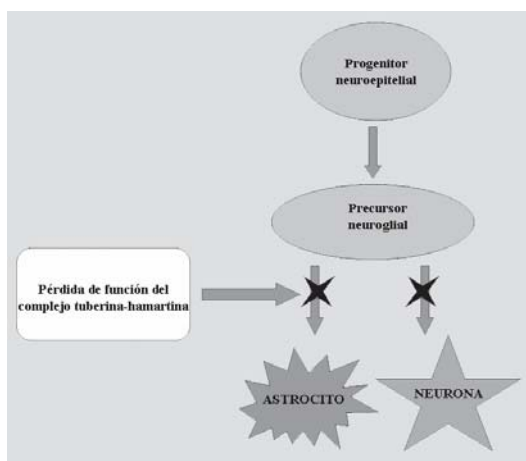 Progenitor
neuroepitelial
Precursor
neuroglial
Pérdida de función del
complejo tuberina-hamartina
ASTROCITO
NEURONA